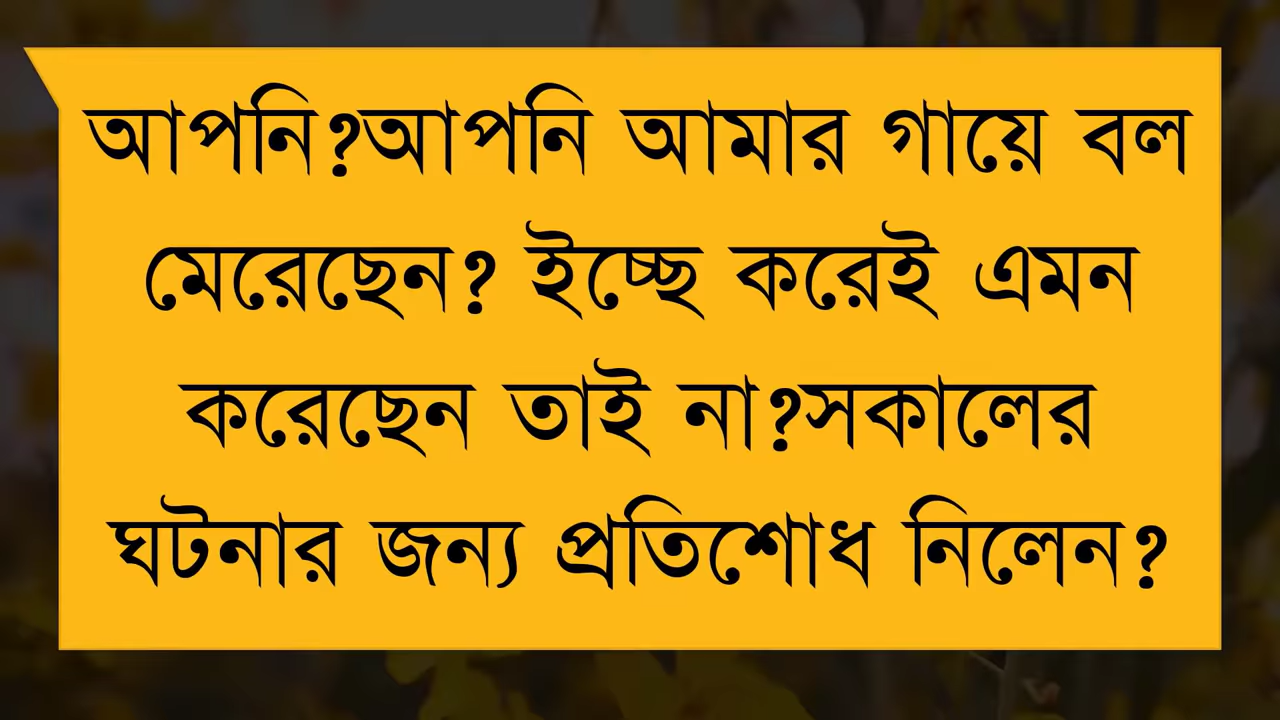 আপনি?আপনি আমার গায়ে বল
মেরেছেন? ইচ্ছে করেই এমন
করেছেন তাই না?সকালের
ঘটনার জন্য প্রতিশোধ নিলেন?